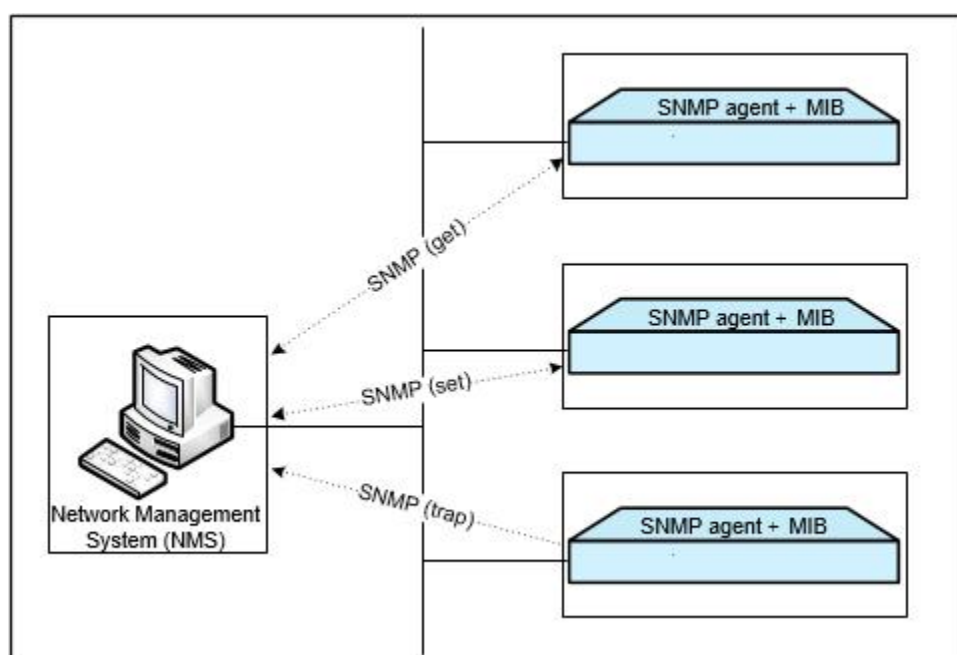 SNMP agent + MIB
SNMP (get)
SNMP agent + MIB
SNMP (set)
Network Management
System (NMS)
SNMP (trap)
SNMP agent + MIB